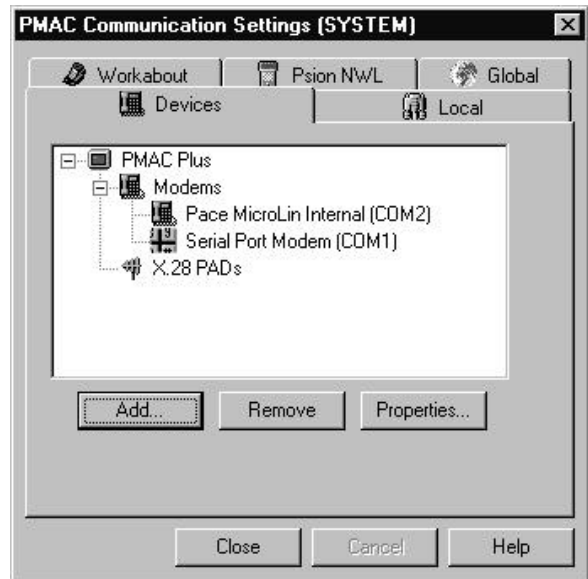 PMAC Communication Settings (SYSTEM)
Workabout Psion NWL Global
Devices Local
PMAC Plus
Modems
Pace MicroLin Internal (COM2)
Serial Port Modem (COM1)
X.28 PADs
Add... Remove Properties...
Close Cancel Help